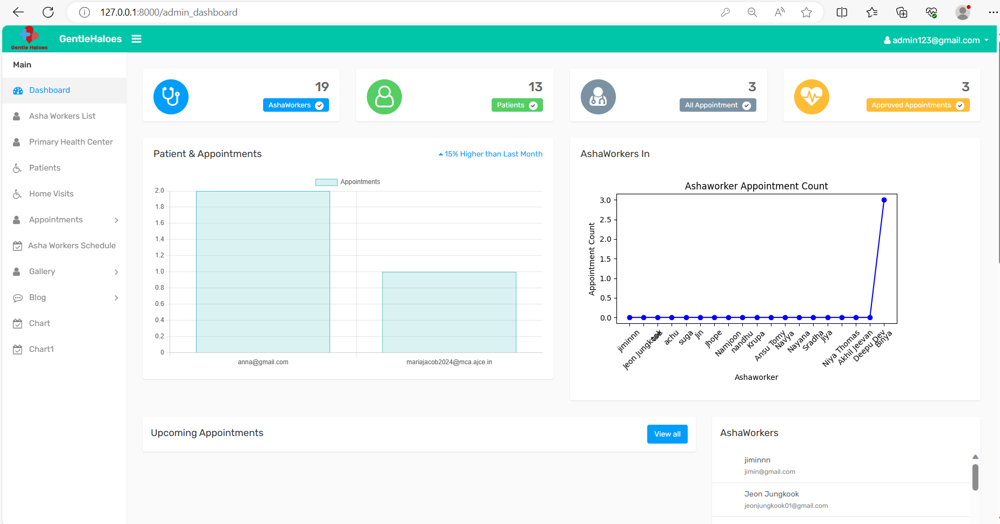 127.0.0.1:8000/admin_dashboard
Gentle Haloes
GentleHaloes
admin123@gmail.com
Main
Dashboard
Asha Workers List
Primary Health Center
Patients
Home Visits
Appointments
Asha Workers Schedule
Gallery
Blog
Chart
Chart1
19
AshaWorkers
13
Patients
3
All Appointment
3
Approved Appointments
Patient & Appointments
15% Higher than Last Month
Appointments
2.0
1.8
1.6
1.4
1.2
1.0
0.8
0.6
0.4
0.2
0
anna@gmail.com
mariajacob2024@mca.ajce.in
AshaWorkers In
Ashaworker Appointment Count
Appointment Count
3.0
2.5
2.0
1.5
1.0
0.5
0.0
jiminnn
Jeon Jungkook
achu
suga
jin
Jhope
Namjoon
nandhu
Krupa
Ansu Tomy
Navya
Nayana
Sradha
Jiya
Niya Thomas
Akhil Jeevan
Deepu Dev
Binya
Ashaworker
Upcoming Appointments
View all
AshaWorkers
jiminnn
jimin@gmail.com
Jeon Jungkook
jeonjungkook01@gmail.com